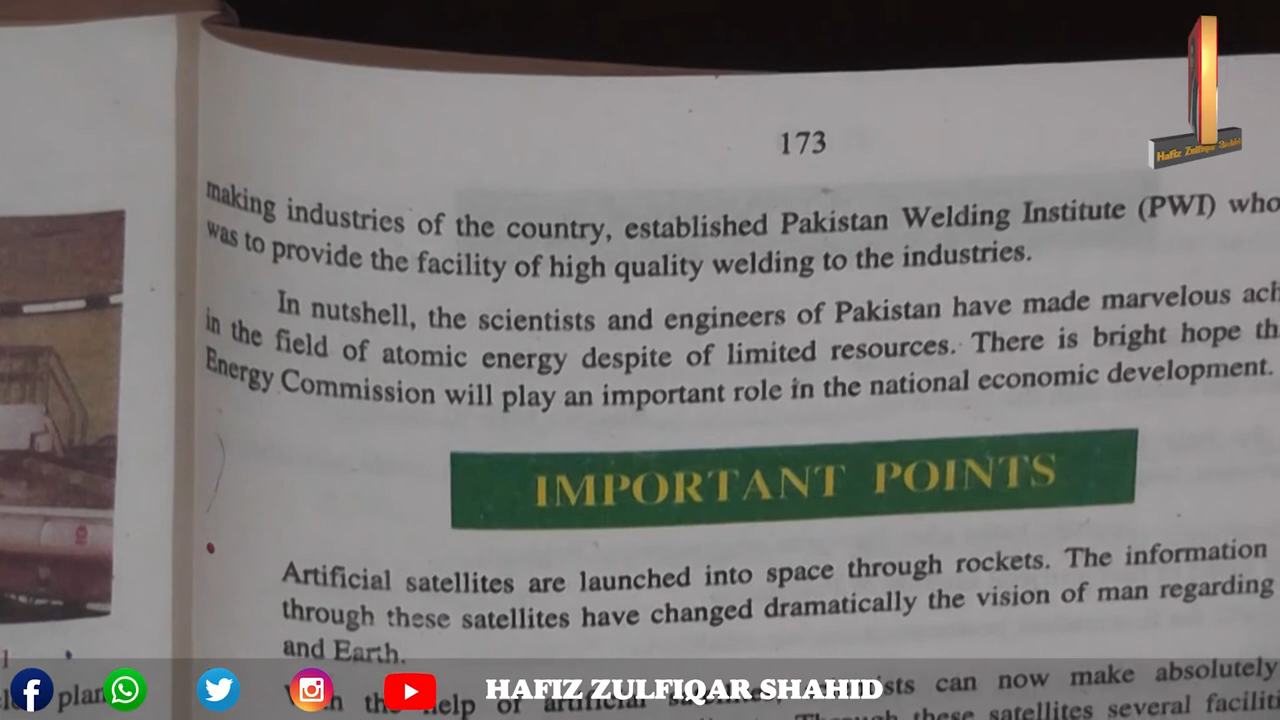 173
making industries of the country, established Pakistan Welding Institute (PWI) who
was to provide the facility of high quality welding to the industries.
In nutshell, the scientists and engineers of Pakistan have made marvelous ach
in the field of atomic energy despite of limited resources. There is bright hope th
Energy Commission will play an important role in the national economic development.
IMPORTANT POINTS
Artificial satellites are launched into space through rockets. The information
through these satellites have changed dramatically the vision of man regarding
and Earth.
help of artificial can now make absolutely
these satellites several
plan
Hafiz Zulfiqar Shahid
HAFIZ ZULFIQAR SHAHID